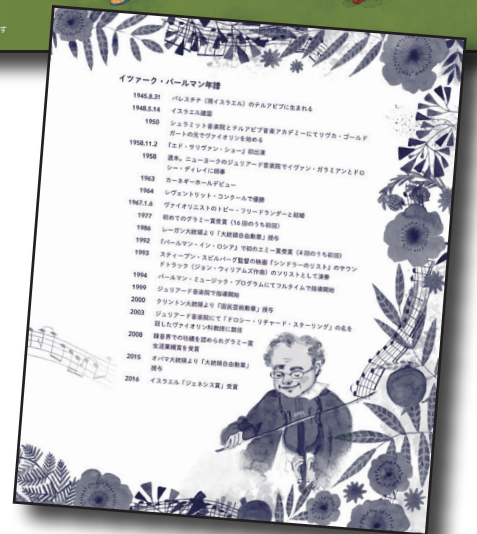 す
イツァーク・パールマン年譜
1945.8.31 パレスチナ（現イスラエル）のテルアビブに生まれる
1948.5.14 イスラエル建国
1950 シュラミット音楽院とテルアビブ音楽アカデミーにてリヴカ・ゴールド
ガートの元でヴァイオリンを始める
1958.11.2 『エド・サリヴァン・ショー』初出演
1958 渡米。ニューヨークのジュリアード音楽院でイヴァン・ガラミアンとドロ
シー・ディレイに師事
1963 カーネギーホールデビュー
1964 レヴェントリット・コンクールで優勝
1967.1.6 ヴァイオリニストのトビー・フリードランダーと結婚
1977 初めてのグラミー賞受賞（16回のうち初回）
1986 レーガン大統領より「大統領自由勲章」授与
1992 『パールマン・イン・ロシア』で初のエミー賞受賞（4回のうち初回）
1993 スティーブン・スピルバーグ監督の映画『シンドラーのリスト』のサウン
ドトラック（ジョン・ウィリアムズ作曲）のソリストとして演奏
1994 パールマン・ミュージック・プログラムにてフルタイムで指導開始
1999 ジュリアード音楽院で指導開始
2000 クリントン大統領より「国民芸術勲章」授与
2003 ジュリアード音楽院にて「ドロシー・リチャード・スターリング」の名を
冠したヴァイオリン科教授に就任
2008 録音界での功績を認められグラミー賞
生涯業績賞を受賞
2015 オバマ大統領より「大統領自由勲章」
授与
2016 イスラエル「ジェネシス賞」受賞